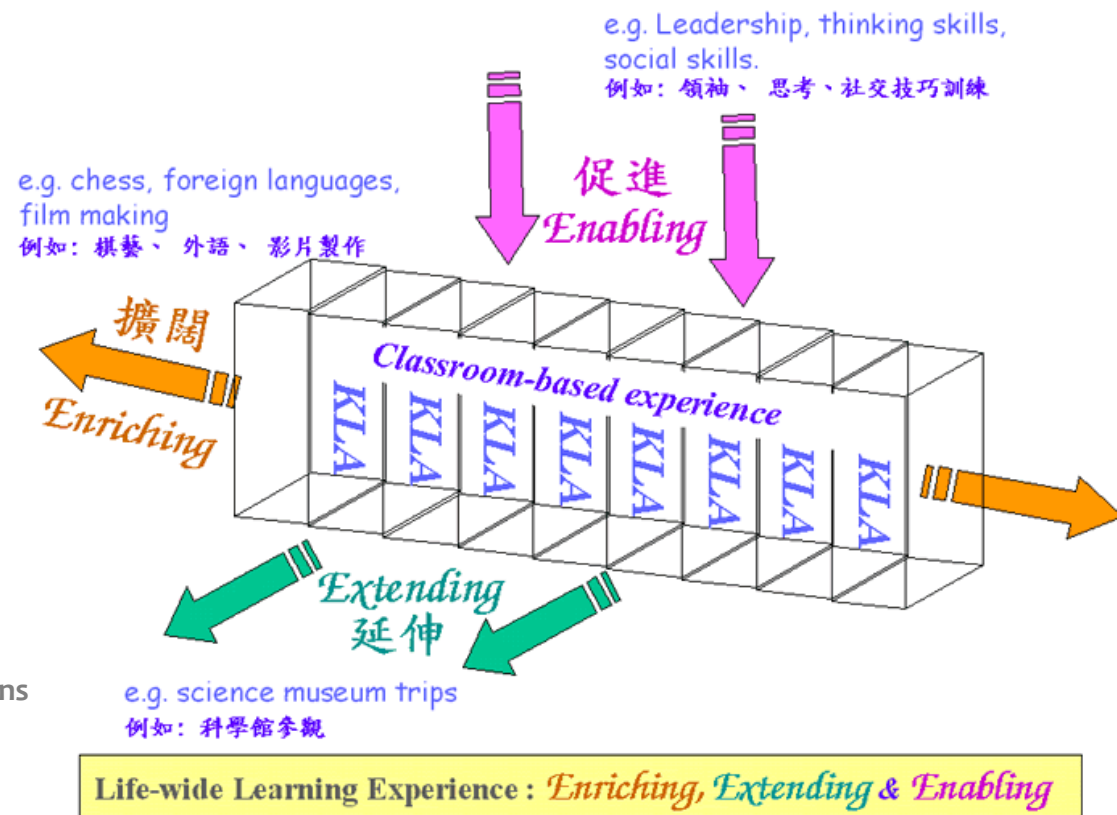 e.g. Leadership, thinking skills,
social skills.
例如：領袖、 思考、社交技巧訓練
促進
Enabling
e.g. chess, foreign languages,
film making
例如：棋藝、 外語、 影片製作
擴闊
Enriching
Classroom-based experience
KLA
KLA
KLA
KLA
KLA
KLA
KLA
KLA
Extending
延伸
ns
e.g. science museum trips
例如：科學館參觀
Life-wide Learning Experience : Enriching, Extending & Enabling